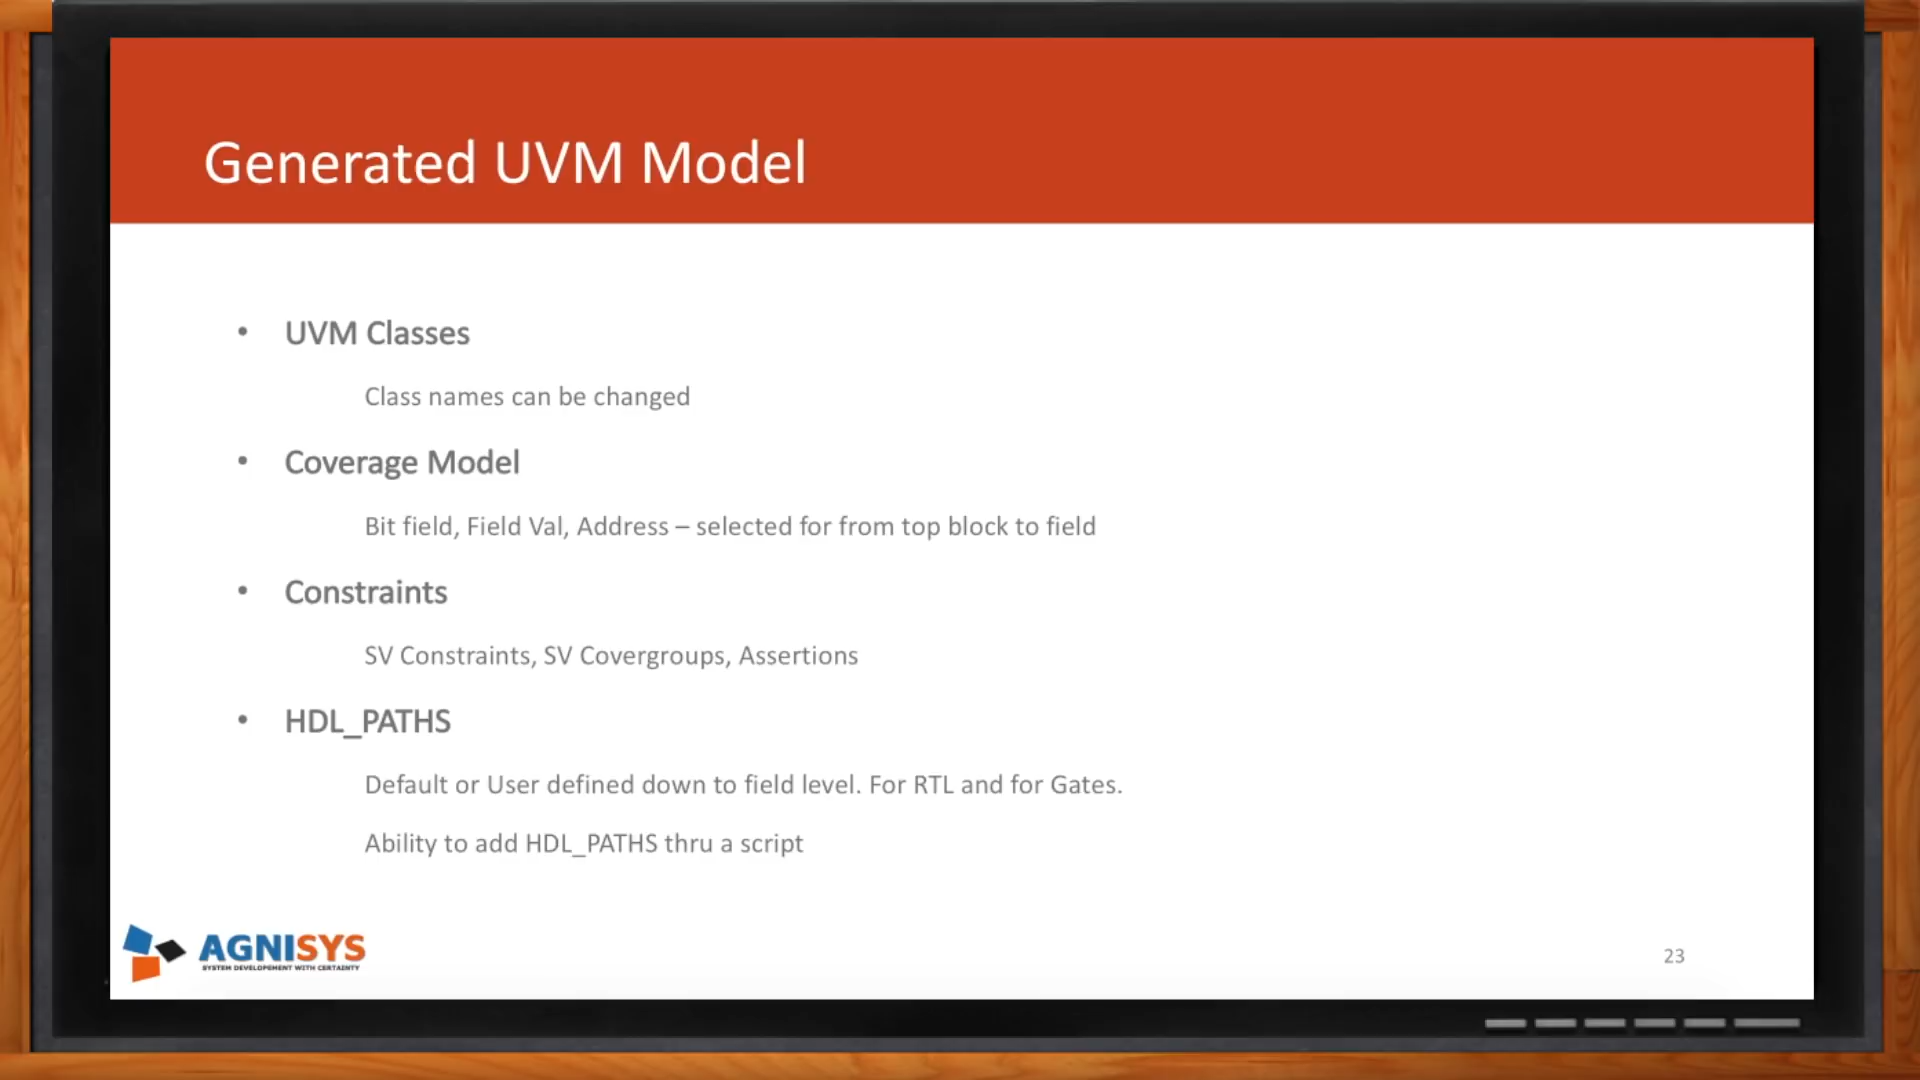 Generated UVM Model
• UVM Classes
Class names can be changed
• Coverage Model
Bit field, Field Val, Address – selected for from top block to field
• Constraints
SV Constraints, SV Covergroups, Assertions
• HDL_PATHS
Default or User defined down to field level. For RTL and for Gates.
Ability to add HDL_PATHS thru a script
AGNISYS
SYSTEM DEVELOPEMENT WITH CERTAINTY
23